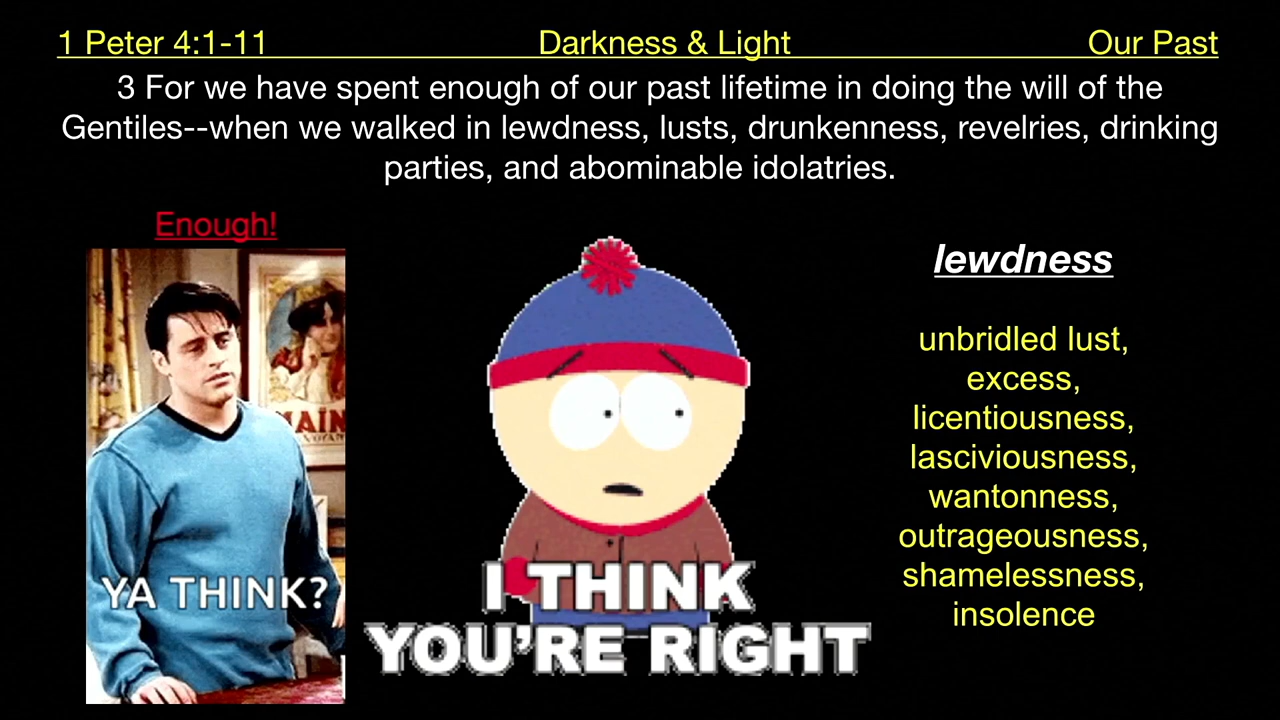 1 Peter 4:1-11 Darkness & Light Our Past
3 For we have spent enough of our past lifetime in doing the will of the
Gentiles--when we walked in lewdness, lusts, drunkenness, revelries, drinking
parties, and abominable idolatries.
Enough!
YA THINK?
I THINK
YOU'RE RIGHT
lewdness
unbridled lust,
excess,
licentiousness,
lasciviousness,
wantonness,
outrageousness,
shamelessness,
insolence